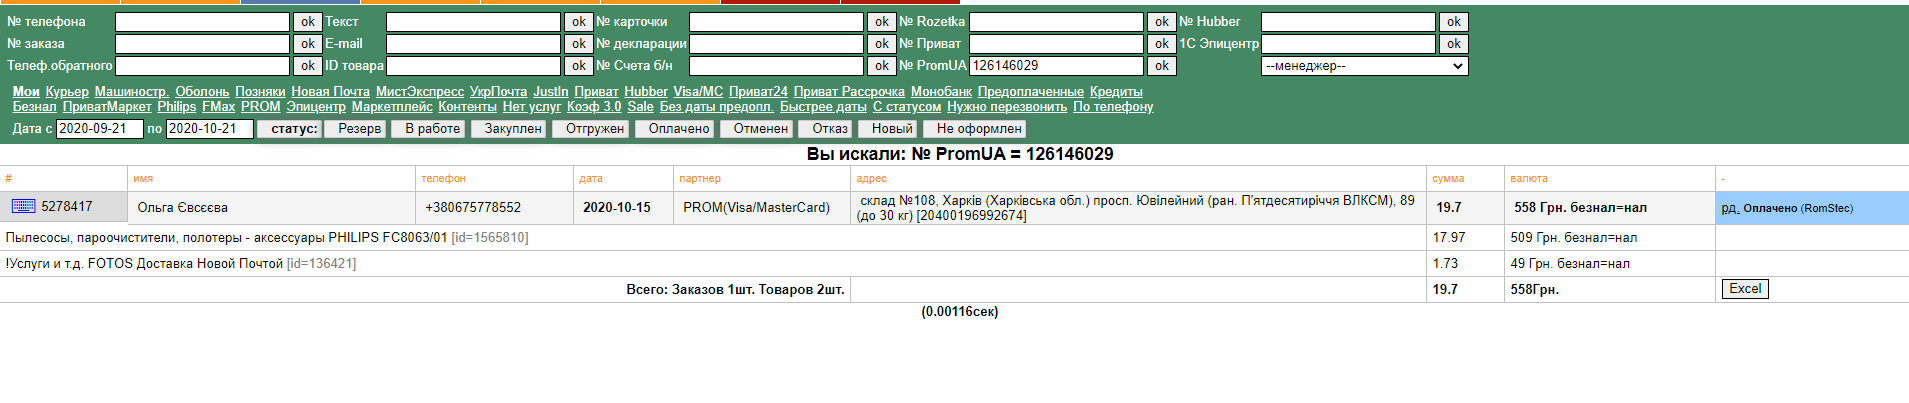 № телефона ok Текст ok № карточки ok № Rozetka ok № Hubber ok
№ заказа ok E-mail ok № декларации ok № Приват ok 1С Эпицентр ok
Телеф.обратного ok ID товара ok № Счета б/н ok № PromUA 126146029 ok --менеджер--
Мои Курьер Машиностр. Оболонь Позняки Новая Почта МистЭкспресс УкрПочта JustIn Приват Hubber Visa/MC Приват24 Приват Рассрочка Монобанк Предоплаченные Кредиты
Безнал ПриватМаркет Philips FMax PROM Эпицентр Маркетплейс Контенты Нет услуг Коэф 3.0 Sale Без даты предопл. Быстрее даты С статусом Нужно перезвонить По телефону
Дата с 2020-09-21 по 2020-10-21 статус: Резерв В работе Закуплен Отгружен Оплачено Отменен Отказ Новый Не оформлен
Вы искали: № PromUA = 126146029
# имя телефон дата партнер адрес сумма валюта -
5278417 Ольга Євсєєва +380675778552 2020-10-15 PROM(Visa/MasterCard) склад №108, Харків (Харківська обл.) просп. Ювілейний (ран. П'ятдесятиріччя ВЛКСМ), 89 19.7 558 Грн. безнал=нал рд, Оплачено (RomStec)
(до 30 кг) [20400196992674]
Пылесосы, пароочистители, полотеры - аксессуары PHILIPS FC8063/01 [id=1565810] 17.97 509 Грн. безнал=нал
!Услуги и т.д. FOTOS Доставка Новой Почтой [id=136421] 1.73 49 Грн. безнал=нал
Всего: Заказов 1шт. Товаров 2шт. 19.7 558Грн. Excel
(0.00116сек)